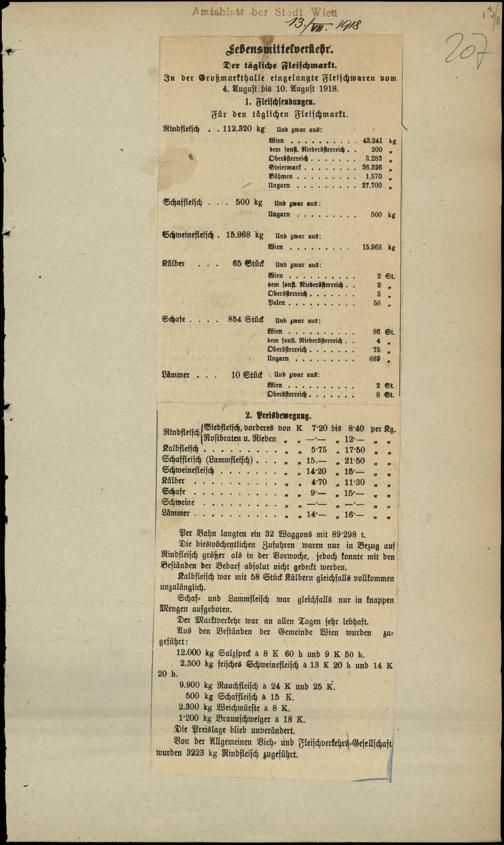 Amtsblatt der Stadt Wien
13./VIII. 1918
207
Lebensmittelverkehr.
Der tägliche Fleischmarkt.
In der Großmarkthalle eingelangte Fleischwaren vom
4. August bis 10. August 1918.
1. Fleischsendungen.
Für den täglichen Fleischmarkt.
Rindfleisch . . 112,320 kg Und zwar aus:
Wien . . . . . . . . . . 43.241 kg
dem sonst. Niederösterreich . . 200 „
Oberösterreich . . . . . . . 3.283 „
Steiermark . . . . . . . . 36.326 „
Böhmen . . . . . . . . . 1.570 „
Ungarn . . . . . . . . . 27.700 „
Schaffleisch . . . 500 kg Und zwar aus:
Ungarn . . . . . . . . . 500 kg
Schweinefleisch . 15.968 kg Und zwar aus:
Wien . . . . . . . . . . 15.968 kg
Kälber . . . . 65 Stück Und zwar aus:
Wien . . . . . . . . . . 2 St.
dem sonst. Niederösterreich . . 2 „
Oberösterreich . . . . . . . 3 „
Polen . . . . . . . . . . 58 „
Schafe . . . . 854 Stück Und zwar aus:
Wien . . . . . . . . . . 86 St.
dem sonst. Niederösterreich . . 4 „
Oberösterreich . . . . . . . 75 „
Ungarn . . . . . . . . . 689 „
Lämmer . . . 10 Stück Und zwar aus:
Wien . . . . . . . . . . 2 St.
Oberösterreich . . . . . . . 8 St.
2. Preisbewegung.
Rindfleisch { Siedfleisch, vorderes von K 7·20 bis 8·40 per Kg.
Rostbraten u. Rieden „ „ —·— „ 12·— „ „
Kalbfleisch . . . . . . . „ „ 5·75 „ 17·50 „ „
Schaffleisch (Lammfleisch) . . . „ „ 15.— „ 21·50 „ „
Schweinefleisch . . . . . . „ „ 14·20 „ 15·— „ „
Kälber . . . . . . . . „ „ 4·70 „ 11·30 „ „
Schafe . . . . . . . . „ „ 9·— „ 15·— „ „
Schweine . . . . . . . „ „ —·— „ —·— „ „
Lämmer . . . . . . . . „ „ 14·— „ 16·— „ „
Per Bahn langten ein 32 Waggons mit 89·298 t.
Die dieswöchentlichen Zufuhren waren nur in Bezug auf
Rindfleisch größer als in der Vorwoche, jedoch konnte mit den
Beständen der Bedarf absolut nicht gedeckt werden.
Kalbfleisch war mit 58 Stück Kälbern gleichfalls vollkommen
unzulänglich.
Schaf- und Lammfleisch war gleichfalls nur in knappen
Mengen aufgeboten.
Der Marktverkehr war an allen Tagen sehr lebhaft.
Aus den Beständen der Gemeinde Wien wurden zu-
geführt:
12.000 kg Salzspeck à 8 K 60 h und 9 K 50 h.
2.300 kg frisches Schweinefleisch à 13 K 20 h und 14 K
20 h.
9.900 kg Rauchfleisch à 24 K und 25 K.
500 kg Schaffleisch à 15 K.
2.300 kg Weichwürste à 8 K.
1·200 kg Braunschweiger à 18 K.
Die Preislage blieb unverändert.
Von der Allgemeinen Vieh- und Fleischverkehrs-Gesellschaft
wurden 3223 kg Rindfleisch zugeführt.